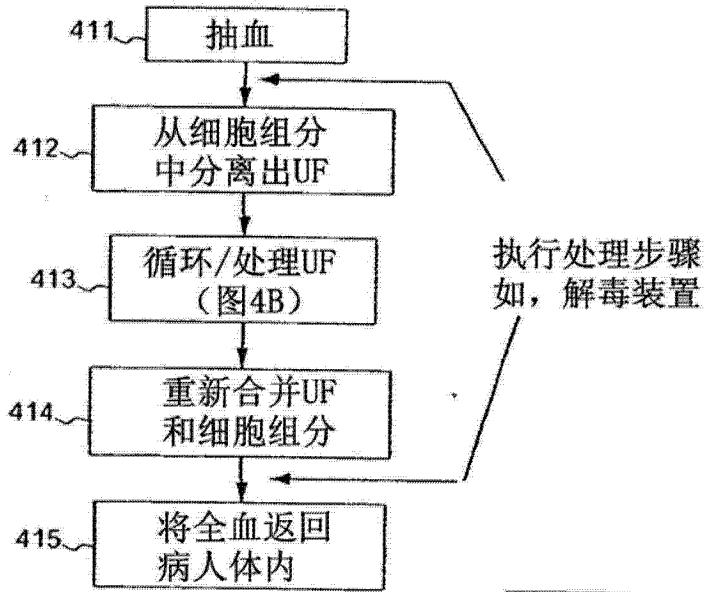 411
抽血
412
从细胞组分
中分离出UF
413
循环/处理UF
(图4B)
执行处理步骤
如，解毒装置
414
重新合并UF
和细胞组分
415
将全血返回
病人体内